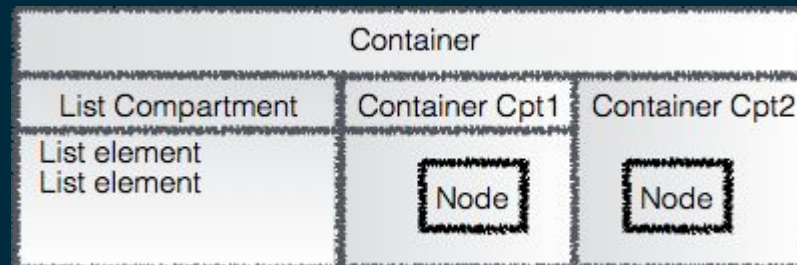 Container
List Compartment
Container Cpt1
Container Cpt2
List element
List element
Node
Node